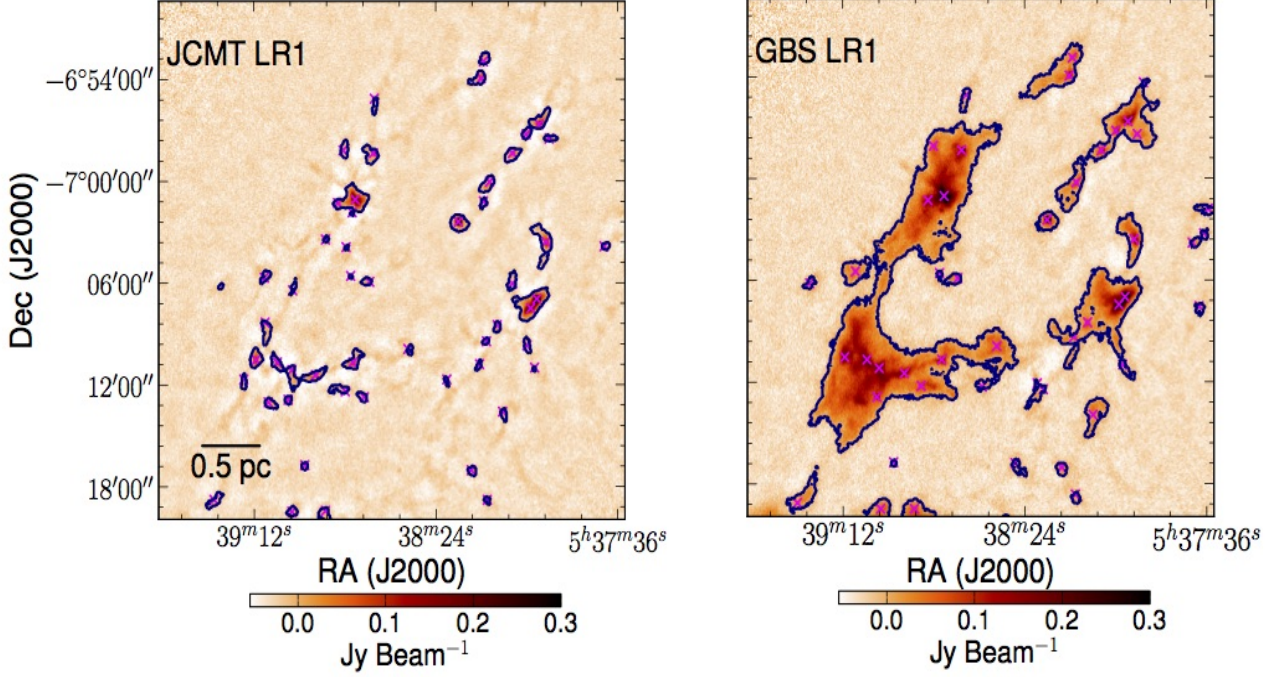 JCMT LR1
GBS LR1
−6°54′00″
−7°00′00″
06′00″
12′00″
18′00″
Dec (J2000)
0.5 pc
39ᵐ12ˢ 38ᵐ24ˢ 5ʰ37ᵐ36ˢ
39ᵐ12ˢ 38ᵐ24ˢ 5ʰ37ᵐ36ˢ
RA (J2000)
RA (J2000)
0.0 0.1 0.2 0.3
0.0 0.1 0.2 0.3
Jy Beam⁻¹
Jy Beam⁻¹